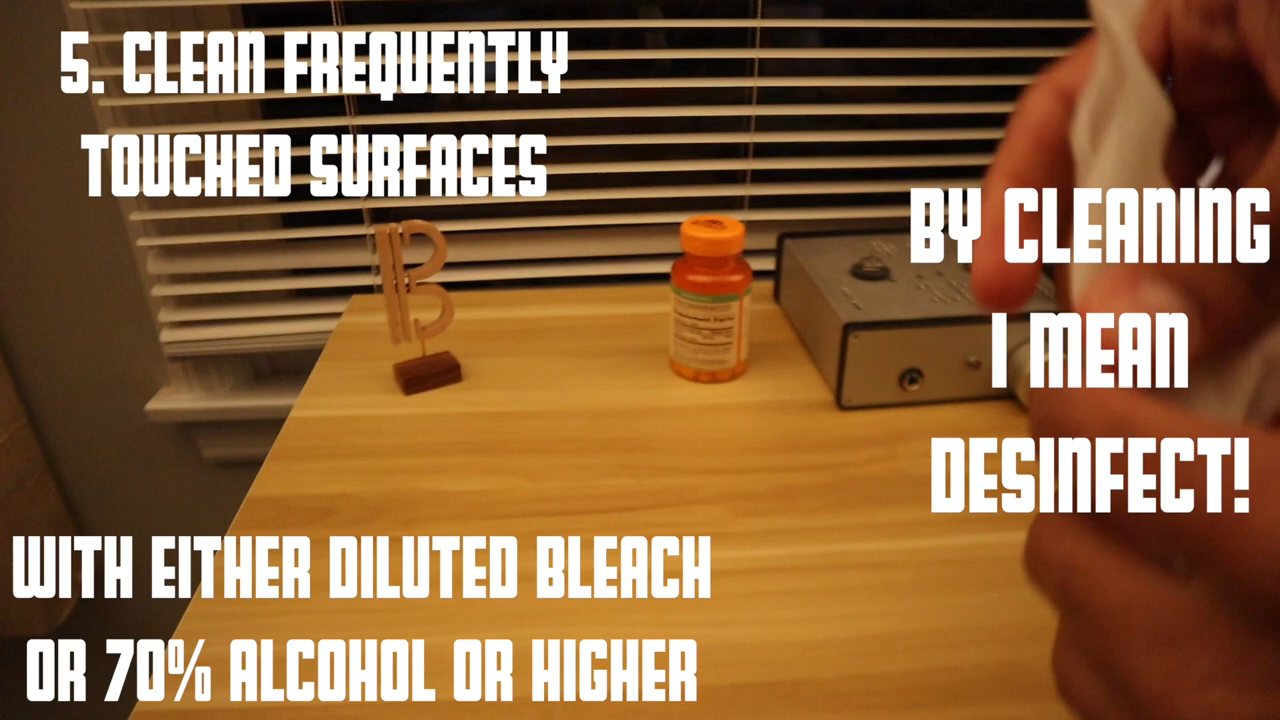 5. CLEAN FREQUENTLY
TOUCHED SURFACES
BY CLEANING
I MEAN
DESINFECT!
WITH EITHER DILUTED BLEACH
OR 70% ALCOHOL OR HIGHER